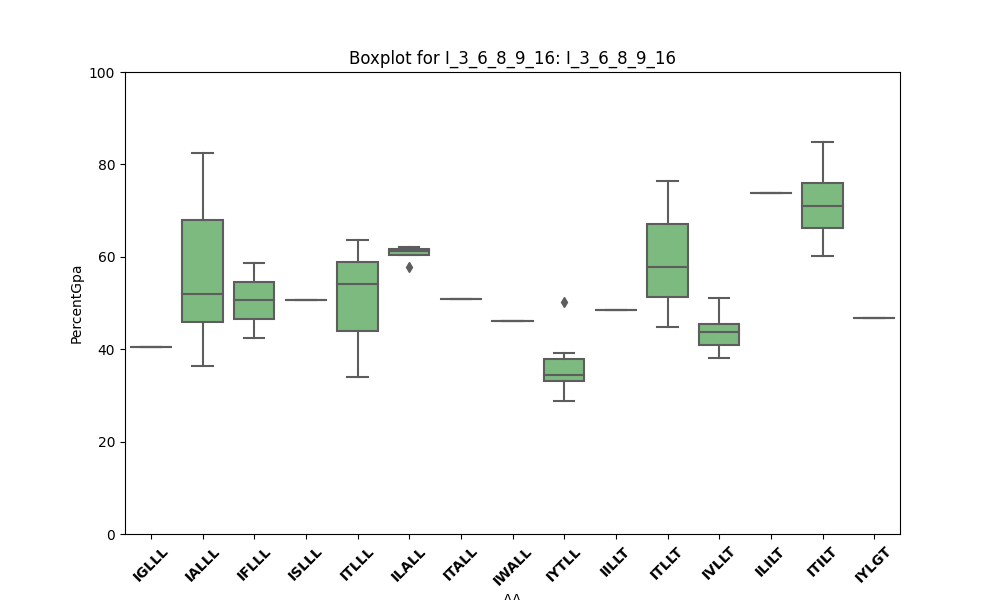 Boxplot for I_3_6_8_9_16: I_3_6_8_9_16
100
80
60
40
20
0
PercentGpa
IGLLL
IALLL
IFLLL
ISLLL
ITLLL
ILALL
ITALL
IWALL
IYTLL
IILLT
ITLLT
IVLLT
ILILT
ITILT
IYLGT